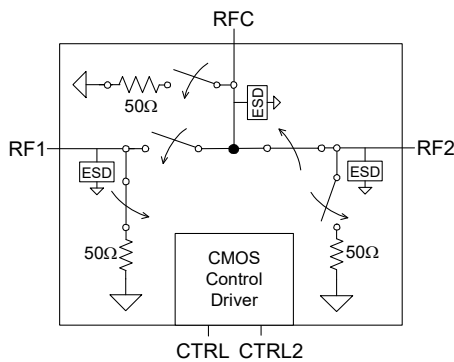 RFC
50Ω
ESD
RF1
RF2
ESD
ESD
50Ω
50Ω
CMOS
Control
Driver
CTRL CTRL2